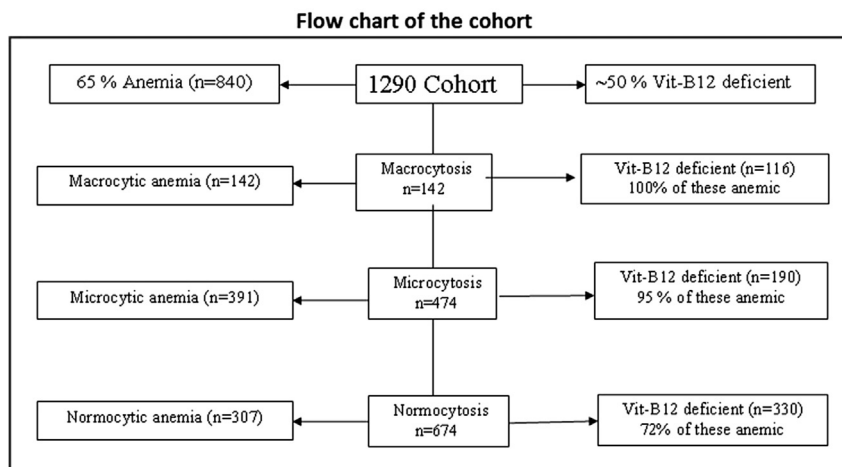 Flow chart of the cohort
65 % Anemia (n=840)
1290 Cohort
~50 % Vit-B12 deficient
Macrocytic anemia (n=142)
Macrocytosis
n=142
Vit-B12 deficient (n=116)
100% of these anemic
Microcytic anemia (n=391)
Microcytosis
n=474
Vit-B12 deficient (n=190)
95 % of these anemic
Normocytic anemia (n=307)
Normocytosis
n=674
Vit-B12 deficient (n=330)
72% of these anemic